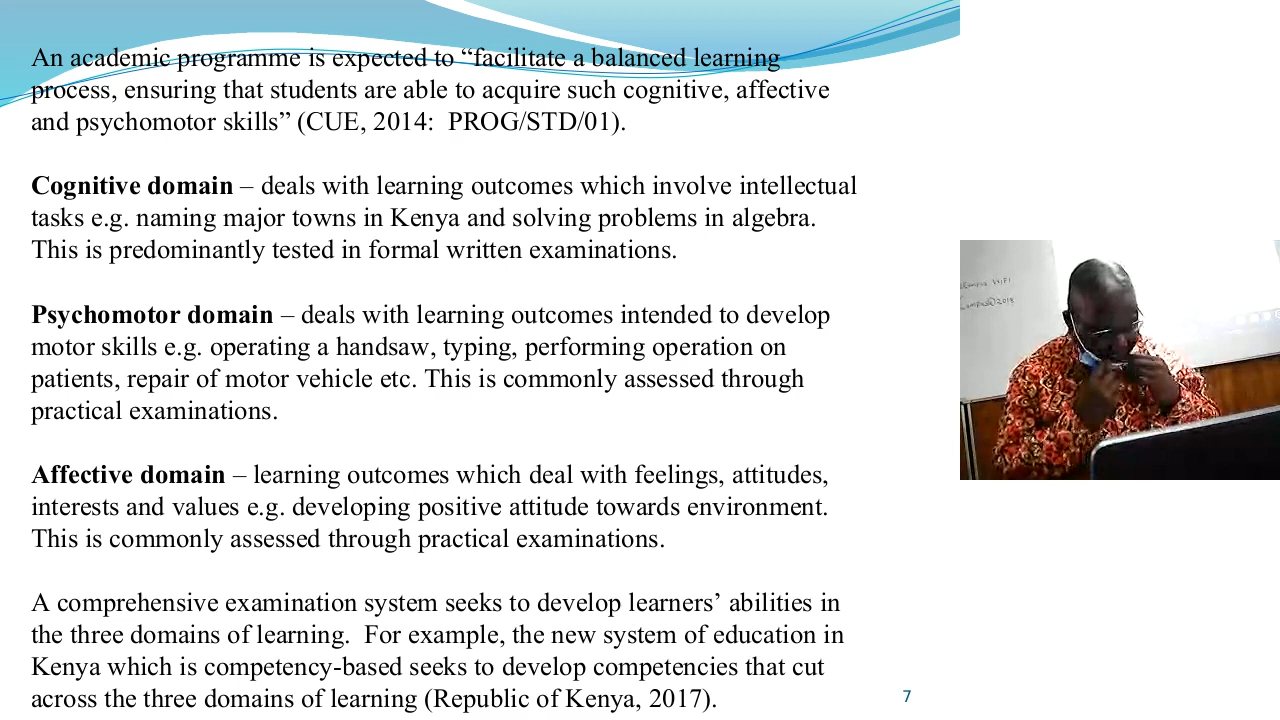 An academic programme is expected to “facilitate a balanced learning
process, ensuring that students are able to acquire such cognitive, affective
and psychomotor skills” (CUE, 2014:  PROG/STD/01).
Cognitive domain – deals with learning outcomes which involve intellectual
tasks e.g. naming major towns in Kenya and solving problems in algebra.
This is predominantly tested in formal written examinations.
Psychomotor domain – deals with learning outcomes intended to develop
motor skills e.g. operating a handsaw, typing, performing operation on
patients, repair of motor vehicle etc. This is commonly assessed through
practical examinations.
Affective domain – learning outcomes which deal with feelings, attitudes,
interests and values e.g. developing positive attitude towards environment.
This is commonly assessed through practical examinations.
A comprehensive examination system seeks to develop learners’ abilities in
the three domains of learning.  For example, the new system of education in
Kenya which is competency-based seeks to develop competencies that cut
across the three domains of learning (Republic of Kenya, 2017).
7